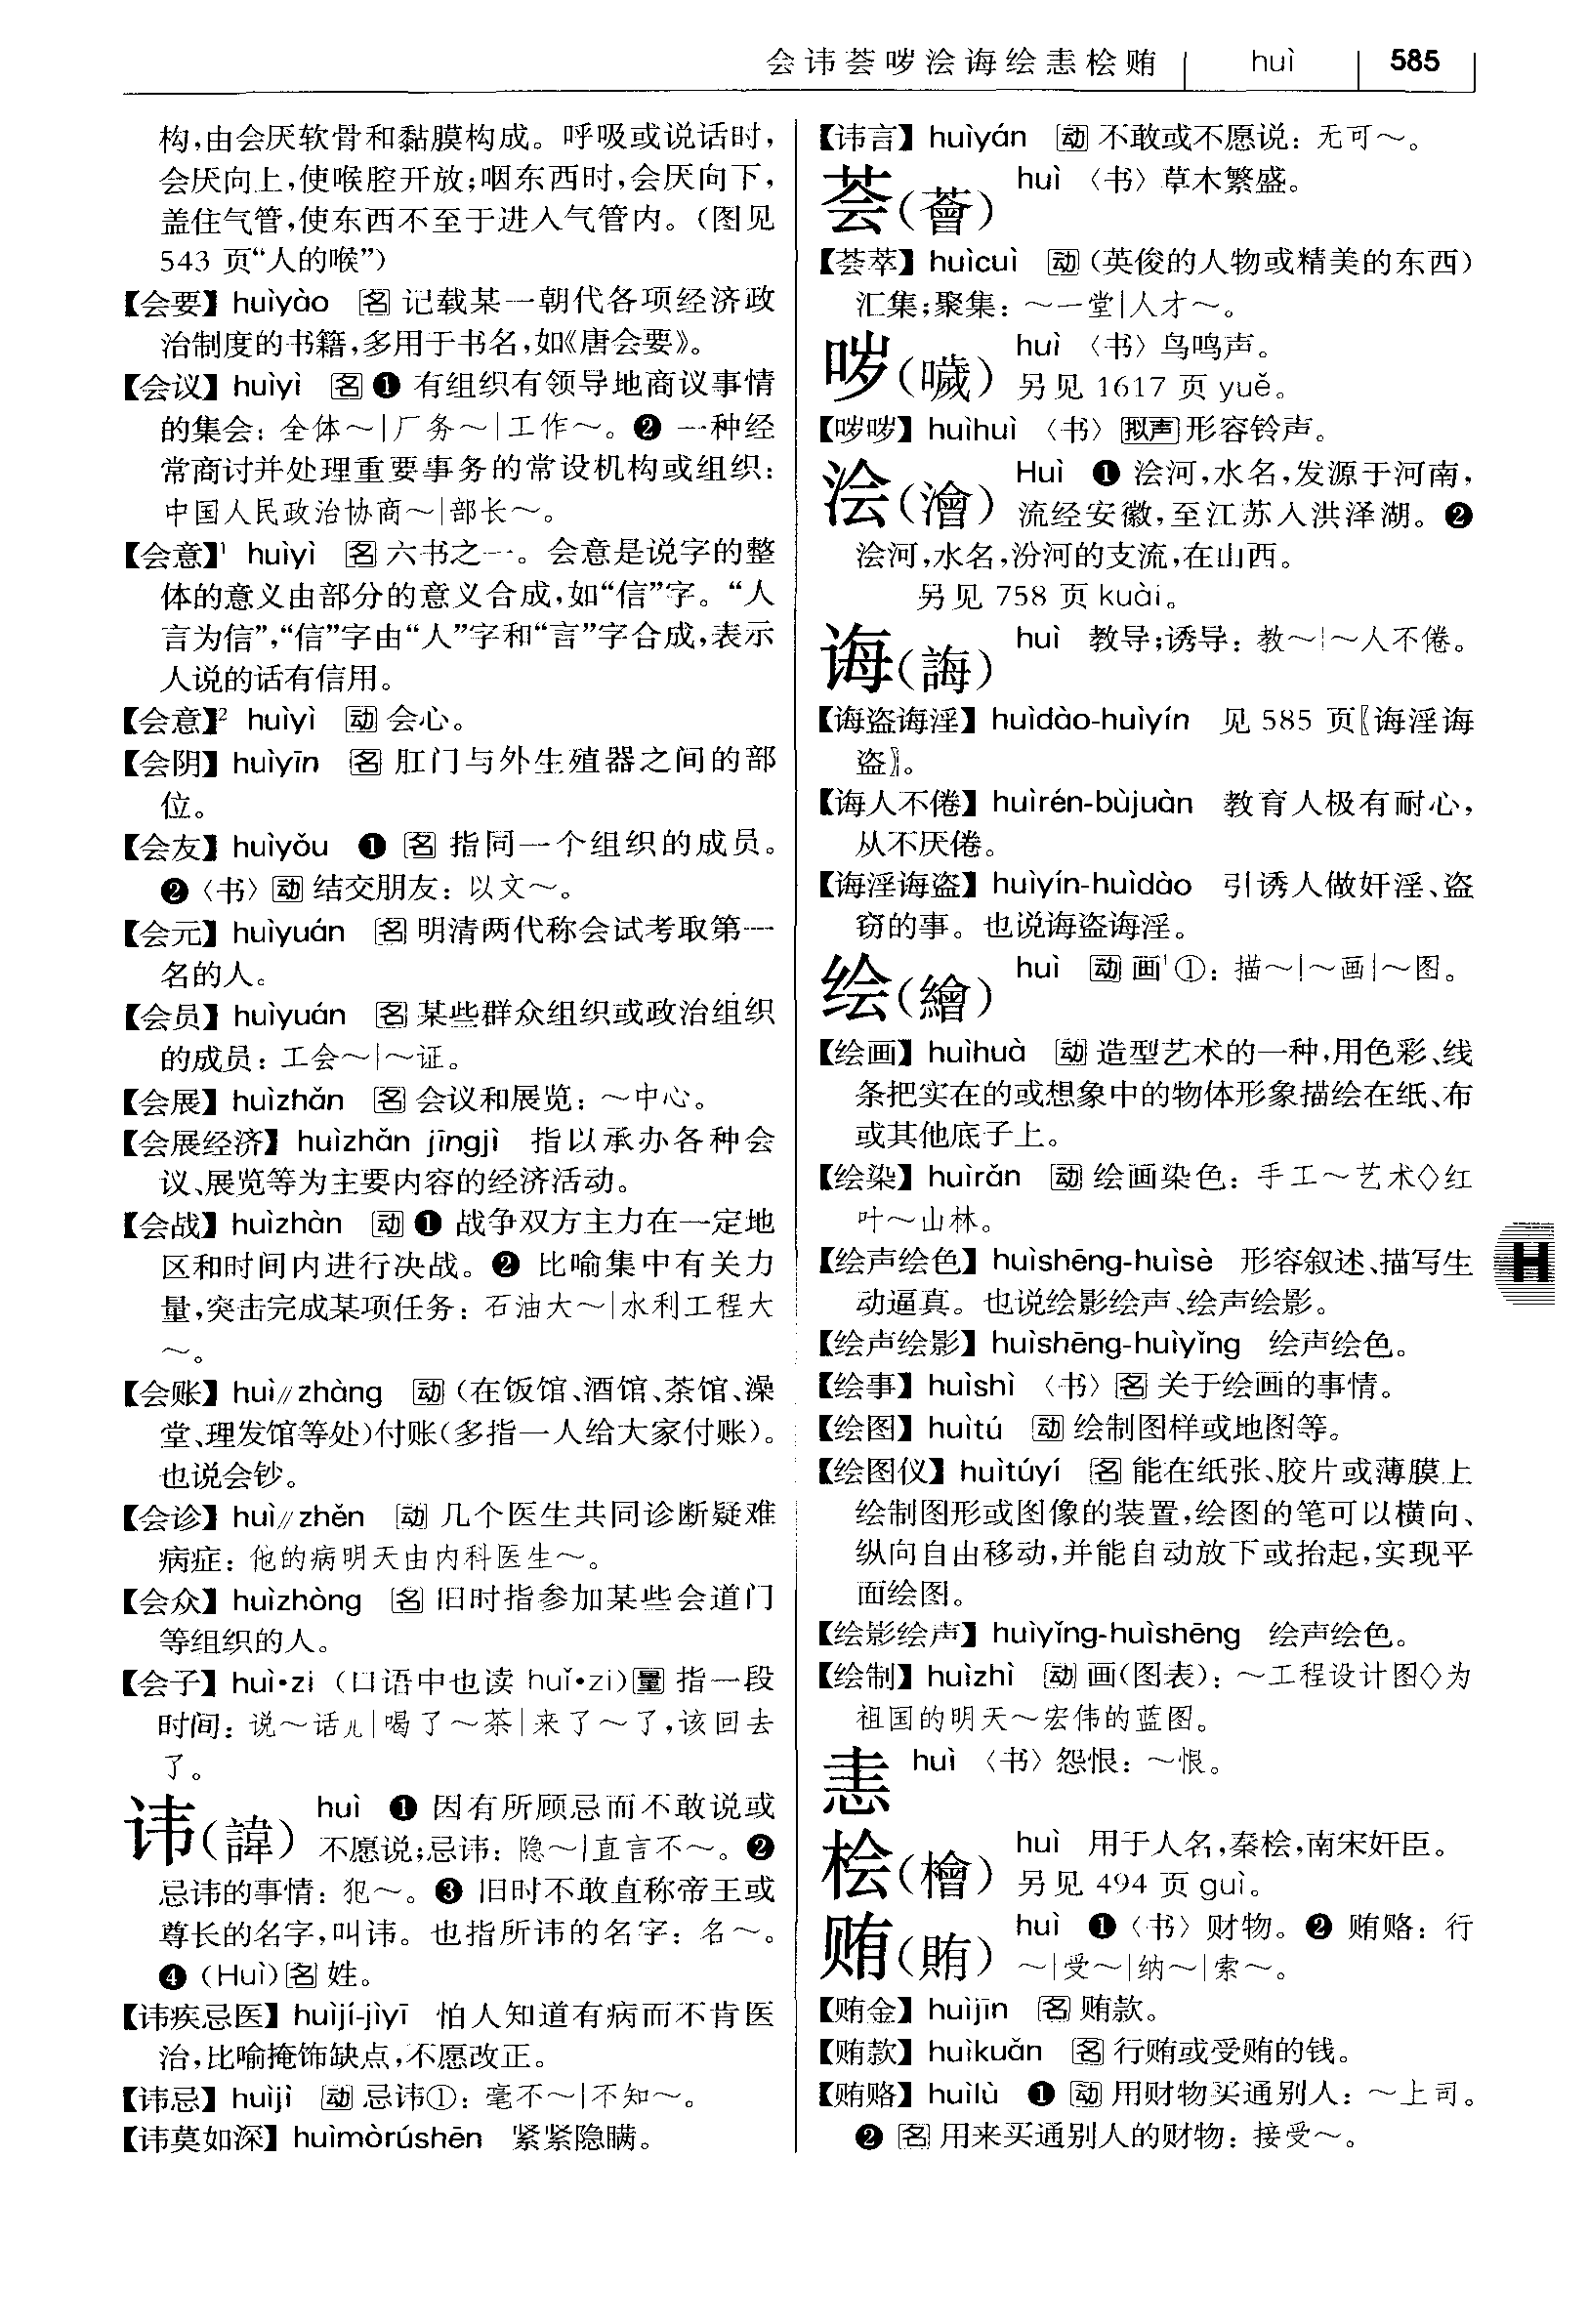 会讳荟哕浍诲绘恚桧贿 huì 585
构,由会厌软骨和黏膜构成。呼吸或说话时,
会厌向上,使喉腔开放;咽东西时,会厌向下,
盖住气管,使东西不至于进入气管内。(图见
543 页“人的喉”)
【会要】 huìyào 名 记载某一朝代各项经济政
治制度的书籍,多用于书名,如《唐会要》。
【会议】 huìyì 名 ❶ 有组织有领导地商议事情
的集会:全体～|厂务～|工作～。❷ 一种经
常商讨并处理重要事务的常设机构或组织:
中国人民政治协商～|部长～。
【会意】¹ huìyì 名 六书之一。会意是说字的整
体的意义由部分的意义合成,如“信”字。“人
言为信”,“信”字由“人”字和“言”字合成,表示
人说的话有信用。
【会意】² huìyì 动 会心。
【会阴】 huìyīn 名 肛门与外生殖器之间的部
位。
【会友】 huìyǒu ❶ 名 指同一个组织的成员。
❷〈书〉动 结交朋友:以文～。
【会元】 huìyuán 名 明清两代称会试考取第一
名的人。
【会员】 huìyuán 名 某些群众组织或政治组织
的成员:工会～|～证。
【会展】 huìzhǎn 名 会议和展览:～中心。
【会展经济】 huìzhǎn jīngjì 指以承办各种会
议、展览等为主要内容的经济活动。
【会战】 huìzhàn 动 ❶ 战争双方主力在一定地
区和时间内进行决战。❷ 比喻集中有关力
量,突击完成某项任务:石油大～|水利工程大
～。
【会账】 huì//zhàng 动 (在饭馆、酒馆、茶馆、澡
堂、理发馆等处)付账(多指一人给大家付账)。
也说会钞。
【会诊】 huì//zhěn 动 几个医生共同诊断疑难
病症:他的病明天由内科医生～。
【会众】 huìzhòng 名 旧时指参加某些会道门
等组织的人。
【会子】 huì•zi (口语中也读 huǐ•zi)量 指一段
时间:说～话儿|喝了～茶|来了～了,该回去
了。
讳(諱) huì ❶ 因有所顾忌而不敢说或
不愿说;忌讳:隐～|直言不～。❷
忌讳的事情:犯～。❸ 旧时不敢直称帝王或
尊长的名字,叫讳。也指所讳的名字:名～。
❹ (Huì)名 姓。
【讳疾忌医】 huìjí-jìyī 怕人知道有病而不肯医
治,比喻掩饰缺点,不愿改正。
【讳忌】 huìjì 动 忌讳①:毫不～|不知～。
【讳莫如深】 huìmòrúshēn 紧紧隐瞒。
【讳言】 huìyán 动 不敢或不愿说:无可～。
荟(薈) huì 〈书〉草木繁盛。
【荟萃】 huìcuì 动 (英俊的人物或精美的东西)
汇集;聚集:～一堂|人才～。
哕(噦) huì 〈书〉鸟鸣声。
另见 1617 页 yuě。
【哕哕】 huìhuì 〈书〉拟声 形容铃声。
浍(澮) Huì ❶ 浍河,水名,发源于河南,
流经安徽,至江苏入洪泽湖。❷
浍河,水名,汾河的支流,在山西。
另见 758 页 kuài。
诲(誨) huì 教导;诱导:教～|～人不倦。
【诲盗诲淫】 huìdào-huìyín 见 585 页〖诲淫诲
盗〗。
【诲人不倦】 huìrén-bùjuàn 教育人极有耐心,
从不厌倦。
【诲淫诲盗】 huìyín-huìdào 引诱人做奸淫、盗
窃的事。也说诲盗诲淫。
绘(繪) huì 动 画¹①:描～|～画|～图。
【绘画】 huìhuà 动 造型艺术的一种,用色彩、线
条把实在的或想象中的物体形象描绘在纸、布
或其他底子上。
【绘染】 huìrǎn 动 绘画染色:手工～艺术◇红
叶～山林。
【绘声绘色】 huìshēng-huìsè 形容叙述、描写生
动逼真。也说绘影绘声、绘声绘影。
【绘声绘影】 huìshēng-huìyǐng 绘声绘色。
【绘事】 huìshì 〈书〉名 关于绘画的事情。
【绘图】 huìtú 动 绘制图样或地图等。
【绘图仪】 huìtúyí 名 能在纸张、胶片或薄膜上
绘制图形或图像的装置,绘图的笔可以横向、
纵向自由移动,并能自动放下或抬起,实现平
面绘图。
【绘影绘声】 huìyǐng-huìshēng 绘声绘色。
【绘制】 huìzhì 动 画(图表):～工程设计图◇为
祖国的明天～宏伟的蓝图。
恚 huì 〈书〉怨恨:～恨。
桧(檜) huì 用于人名,秦桧,南宋奸臣。
另见 494 页 guì。
贿(賄) huì ❶〈书〉财物。❷ 贿赂:行
～|受～|纳～|索～。
【贿金】 huìjīn 名 贿款。
【贿款】 huìkuǎn 名 行贿或受贿的钱。
【贿赂】 huìlù ❶ 动 用财物买通别人:～上司。
❷ 名 用来买通别人的财物:接受～。
H